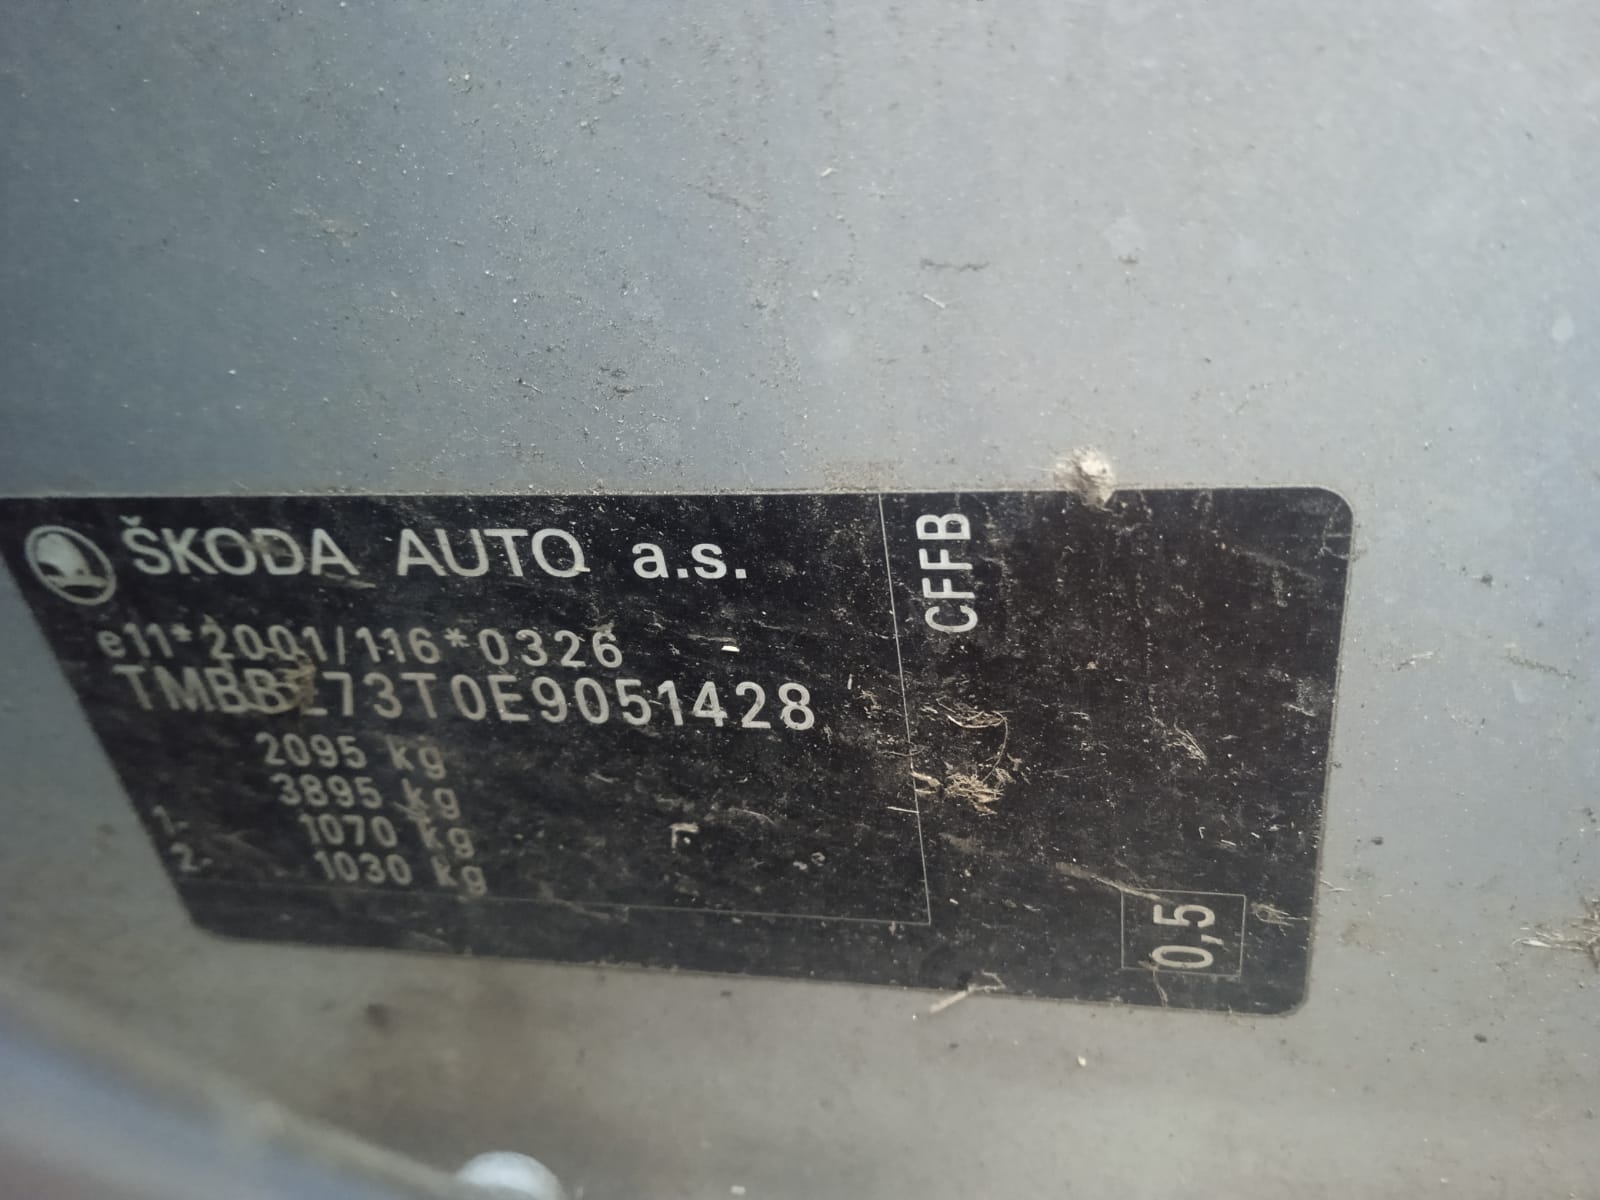 ŠKODA AUTO a.s.
e11*2001/116*0326
2095 kg
3895 kg
1. 1070 kg
2. 1030 kg
CFFB
0,5